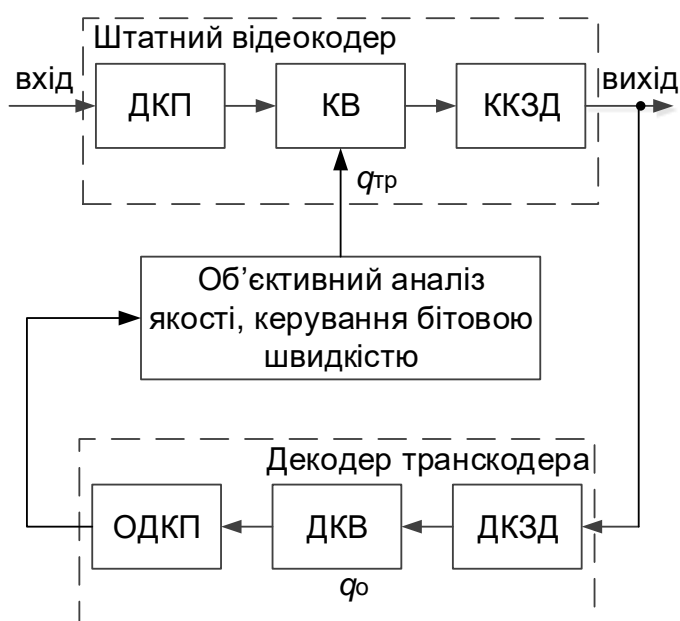 Штатний відеокодер
вхід
вихід
ДКП
КВ
ККЗД
qтр
Об’єктивний аналіз
якості, керування бітовою
швидкістю
Декодер транскодера
ОДКП
ДКВ
ДКЗД
qо